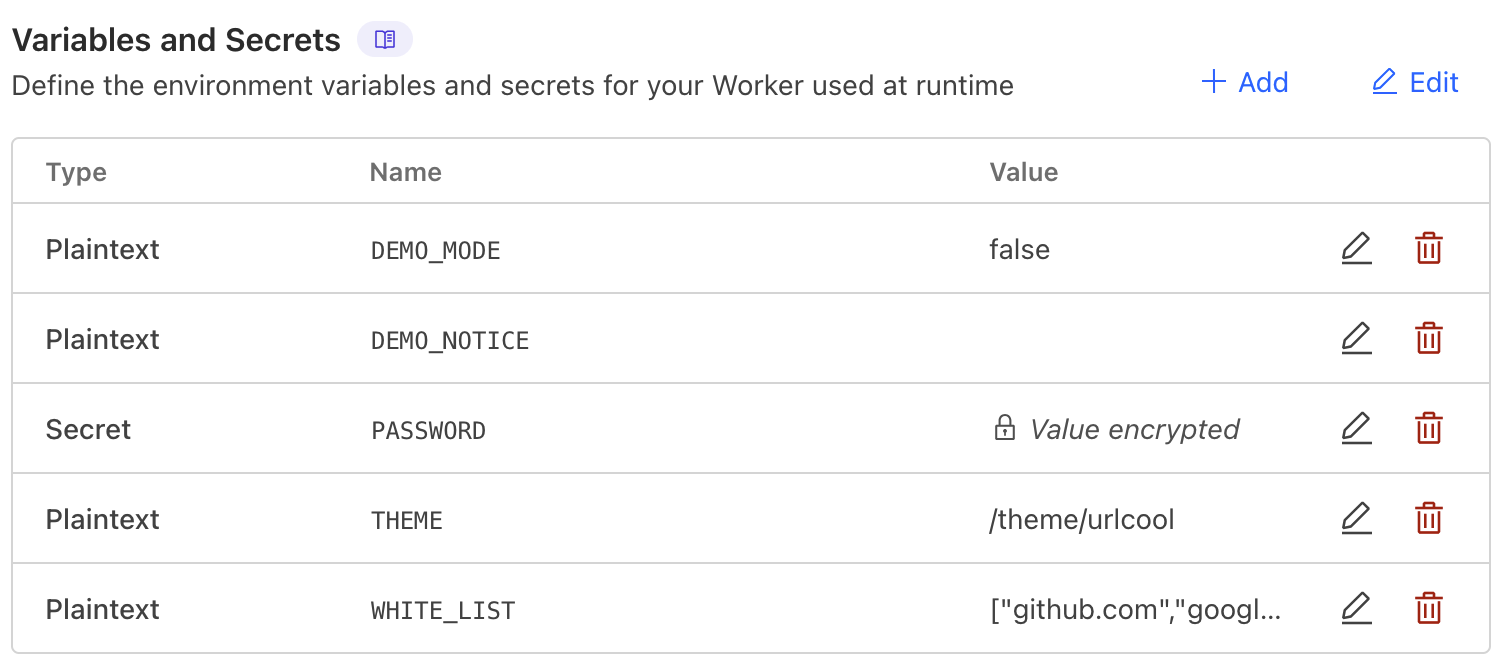 Variables and Secrets
Define the environment variables and secrets for your Worker used at runtime
Add Edit
Type Name Value
Plaintext DEMO_MODE false
Plaintext DEMO_NOTICE
Secret PASSWORD Value encrypted
Plaintext THEME /theme/urlcool
Plaintext WHITE_LIST ["github.com","googl...